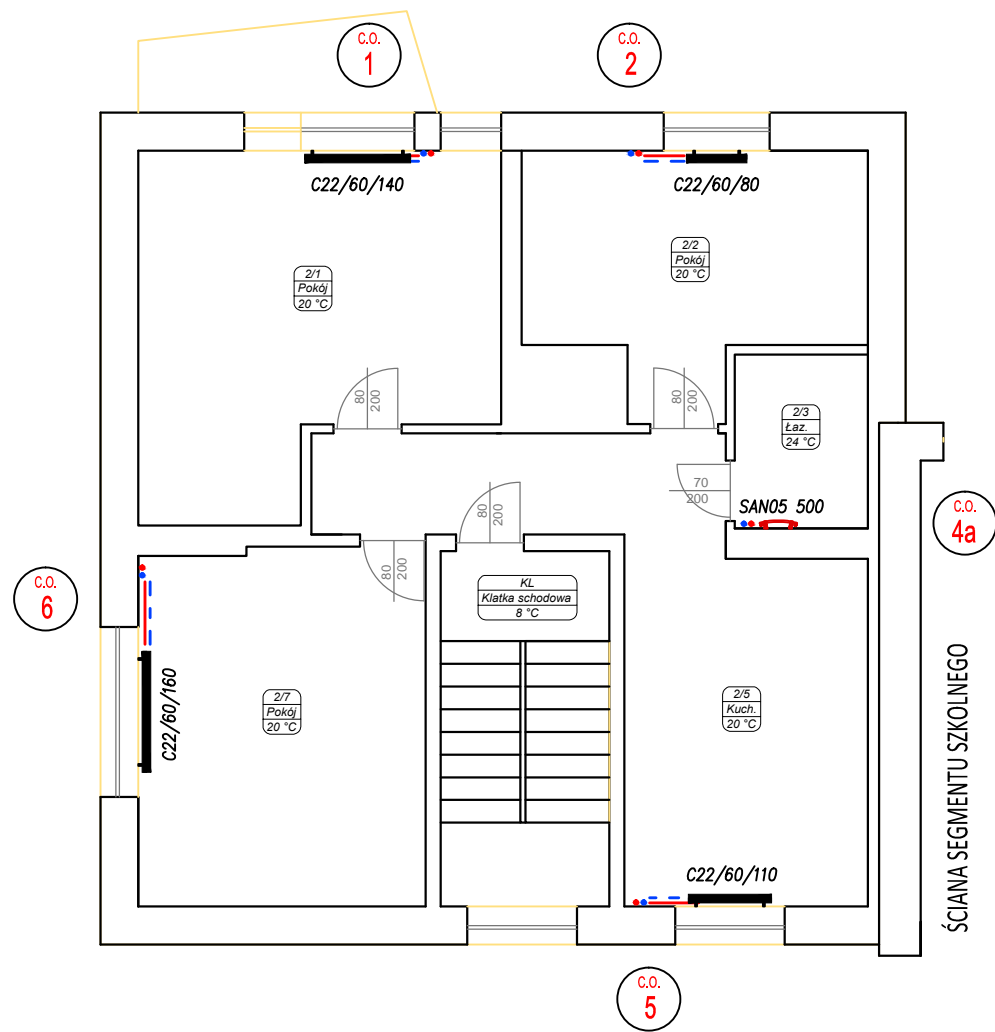 C.O.
1
C.O.
2
C22/60/140
C22/60/80
2/1
Pokój
20 °C
2/2
Pokój
20 °C
80
200
80
200
2/3
Łaz.
24 °C
70
200
SAN05 500
C.O.
4a
80
200
80
200
C.O.
6
KL
Klatka schodowa
8 °C
C22/60/160
2/7
Pokój
20 °C
2/5
Kuch.
20 °C
ŚCIANA SEGMENTU SZKOLNEGO
C22/60/110
C.O.
5